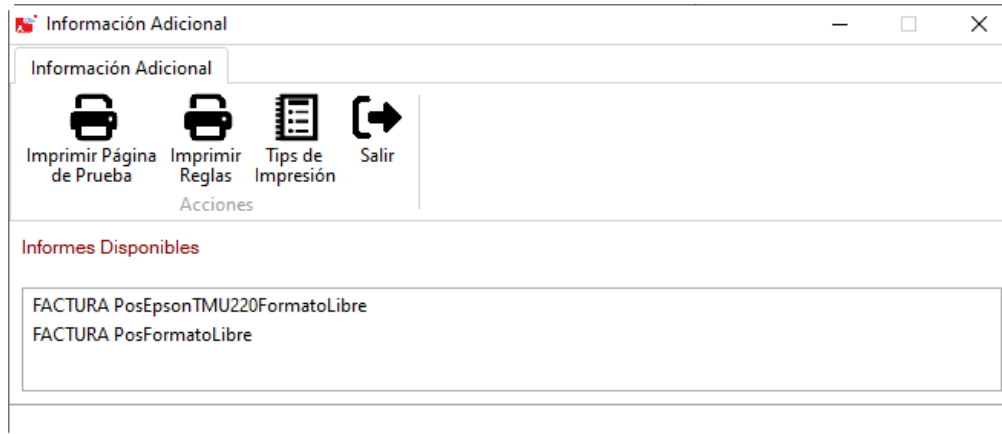 Información Adicional
Información Adicional
Imprimir Página de Prueba
Imprimir Reglas
Tips de Impresión
Salir
Acciones
Informes Disponibles
FACTURA PosEpsonTMU220FormatoLibre
FACTURA PosFormatoLibre